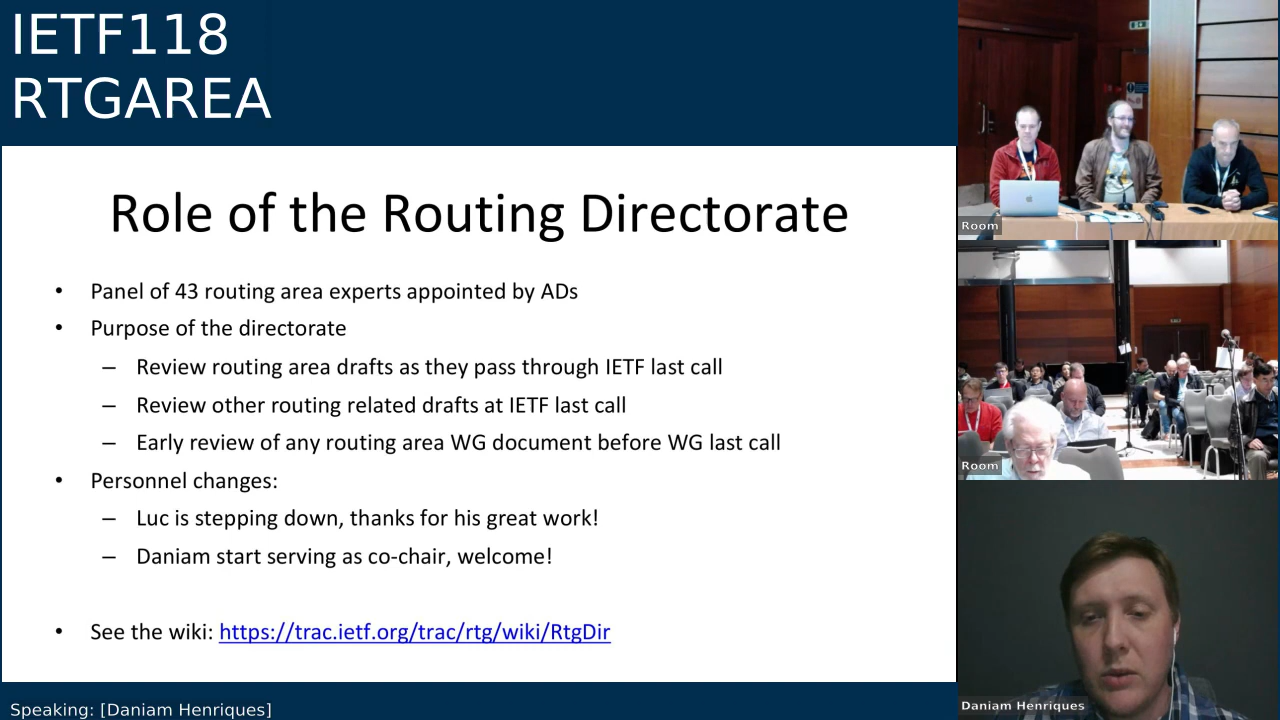 IETF118
RTGAREA
Role of the Routing Directorate
• Panel of 43 routing area experts appointed by ADs
• Purpose of the directorate
– Review routing area drafts as they pass through IETF last call
– Review other routing related drafts at IETF last call
– Early review of any routing area WG document before WG last call
• Personnel changes:
– Luc is stepping down, thanks for his great work!
– Daniam start serving as co-chair, welcome!
• See the wiki: https://trac.ietf.org/trac/rtg/wiki/RtgDir
Speaking: [Daniam Henriques]
Room
Room
Daniam Henriques